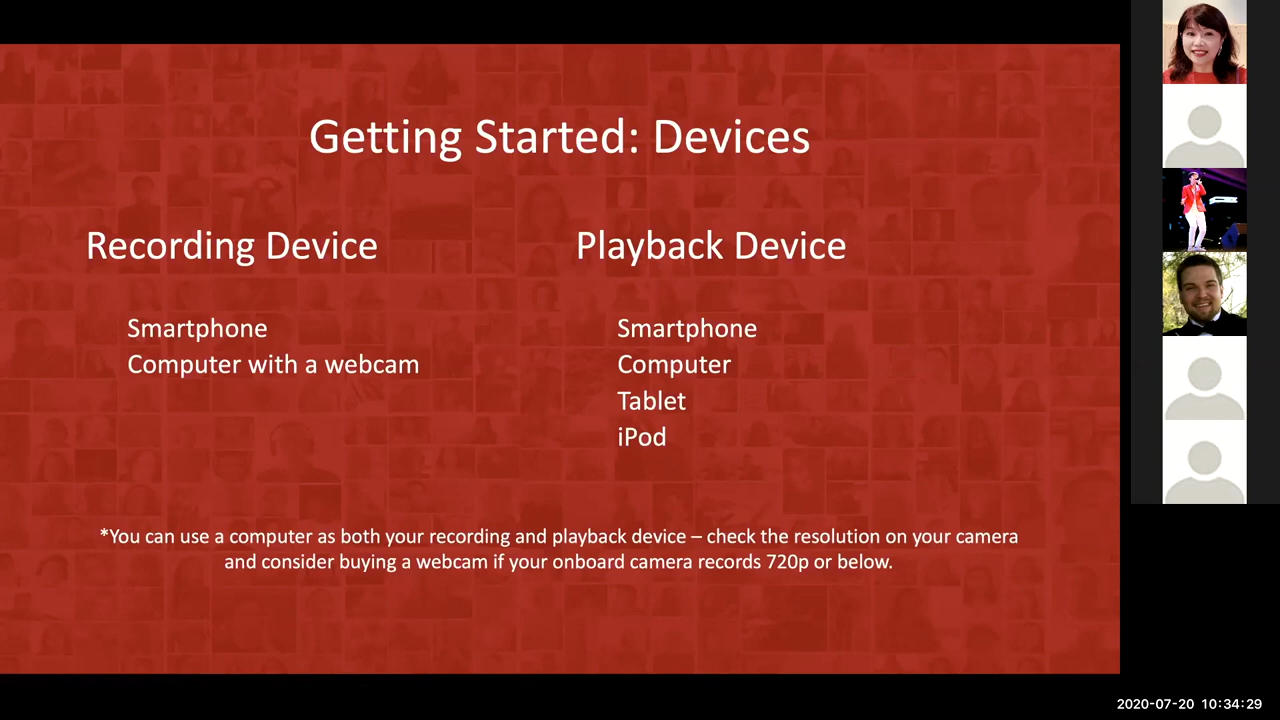 Getting Started: Devices
Recording Device
Smartphone
Computer with a webcam
Playback Device
Smartphone
Computer
Tablet
iPod
*You can use a computer as both your recording and playback device – check the resolution on your camera
and consider buying a webcam if your onboard camera records 720p or below.
2020-07-20 10:34:29